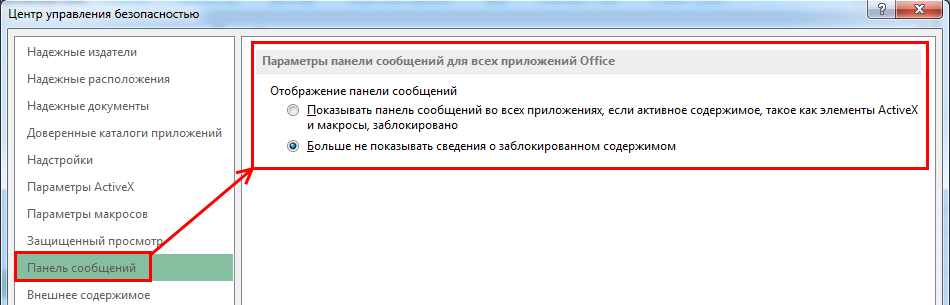 Центр управления безопасностью
Надежные издатели
Надежные расположения
Надежные документы
Доверенные каталоги приложений
Надстройки
Параметры ActiveX
Параметры макросов
Защищенный просмотр
Панель сообщений
Внешнее содержимое
Параметры панели сообщений для всех приложений Office
Отображение панели сообщений
Показывать панель сообщений во всех приложениях, если активное содержимое, такое как элементы ActiveX
и макросы, заблокировано
Больше не показывать сведения о заблокированном содержимом